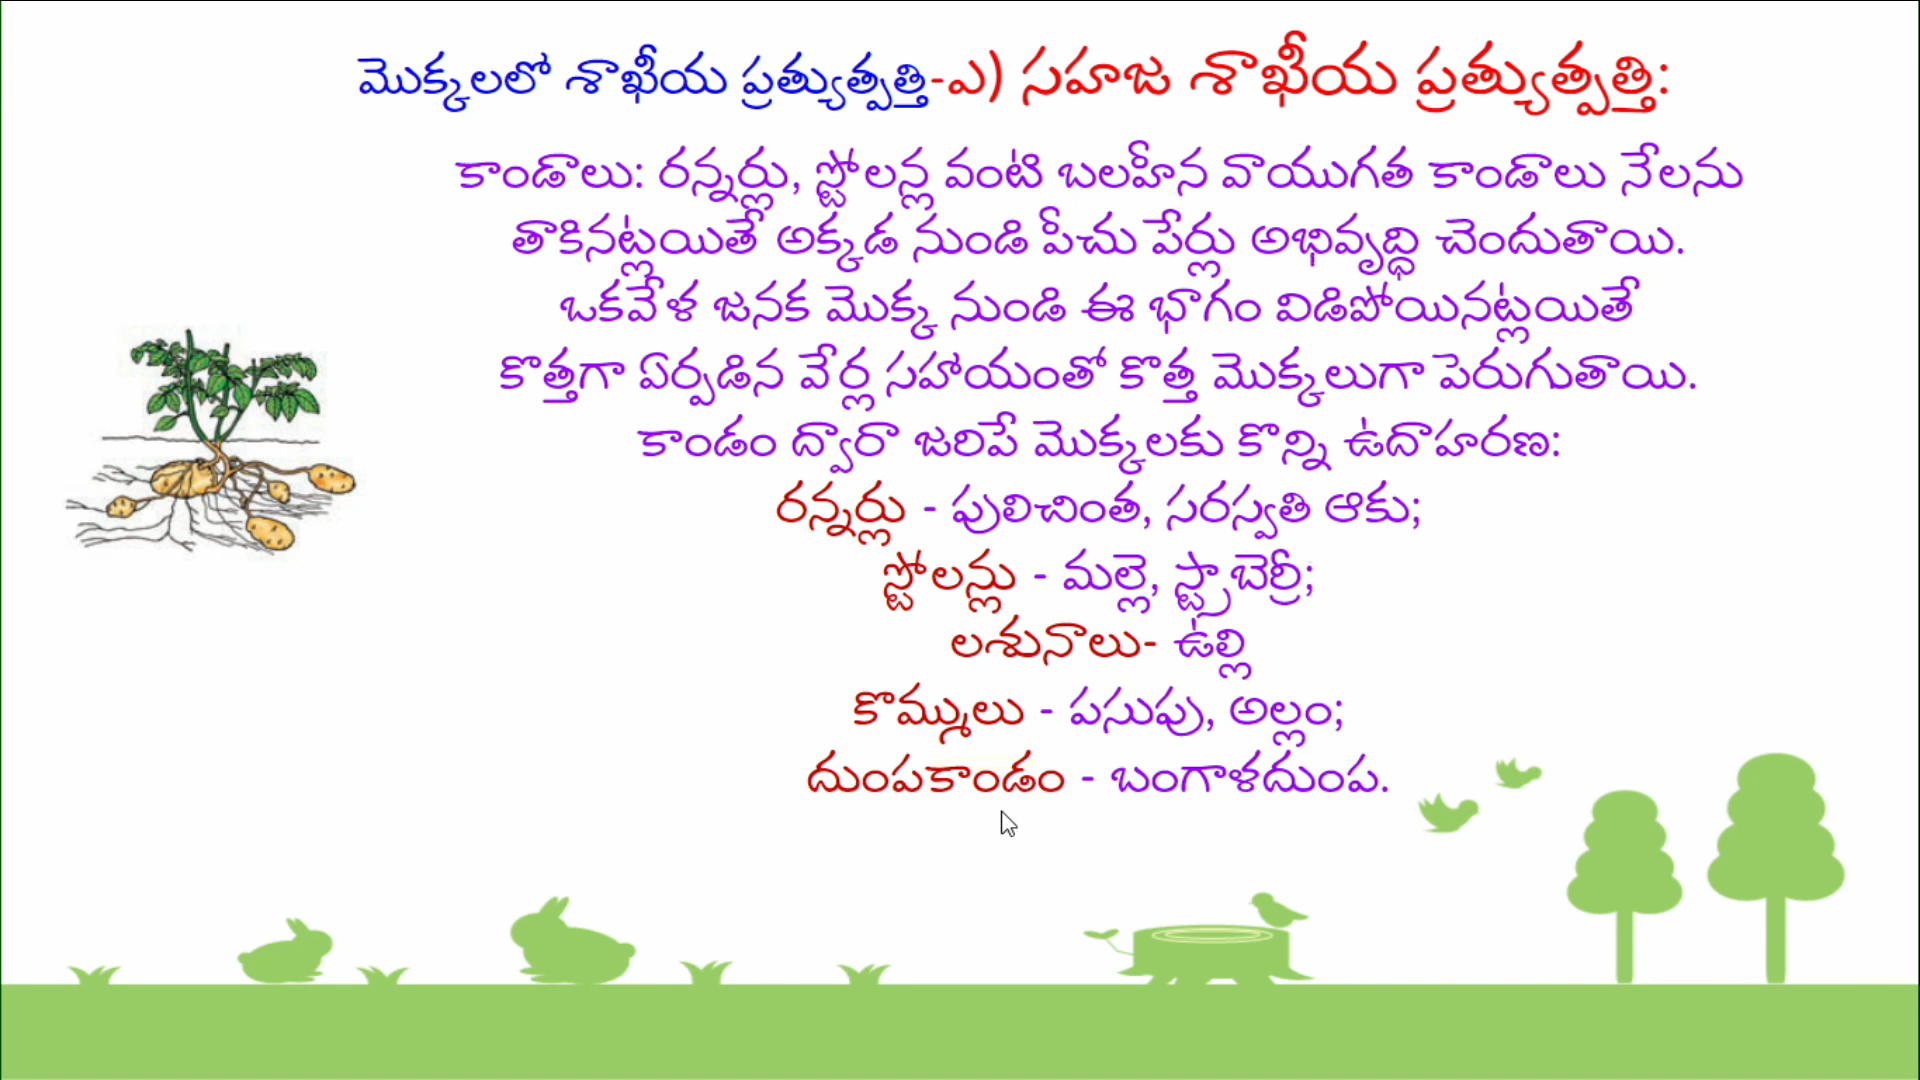 మొక్కలలో శాఖీయ ప్రత్యుత్పత్తి-ఎ) సహజ శాఖీయ ప్రత్యుత్పత్తి:
కాండాలు: రన్నర్లు, స్టోలన్ల వంటి బలహీన వాయుగత కాండాలు నేలను
తాకినట్లయితే అక్కడ నుండి పీచు పేర్లు అభివృద్ధి చెందుతాయి.
ఒకవేళ జనక మొక్క నుండి ఈ భాగం విడిపోయినట్లయితే
కొత్తగా ఏర్పడిన వేర్ల సహాయంతో కొత్త మొక్కలుగా పెరుగుతాయి.
కాండం ద్వారా జరిపే మొక్కలకు కొన్ని ఉదాహరణ:
రన్నర్లు - పులిచింత, సరస్వతి ఆకు;
స్టోలన్లు - మల్లె, స్ట్రాబెర్రీ;
లశునాలు- ఉల్లి
కొమ్ములు - పసుపు, అల్లం;
దుంపకాండం - బంగాళదుంప.